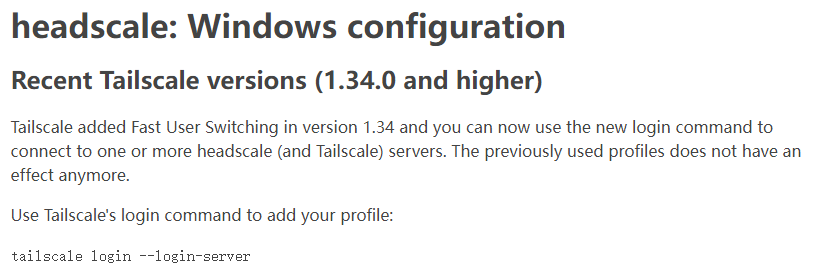 headscale: Windows configuration
Recent Tailscale versions (1.34.0 and higher)
Tailscale added Fast User Switching in version 1.34 and you can now use the new login command to
connect to one or more headscale (and Tailscale) servers. The previously used profiles does not have an
effect anymore.
Use Tailscale's login command to add your profile:
tailscale login --login-server